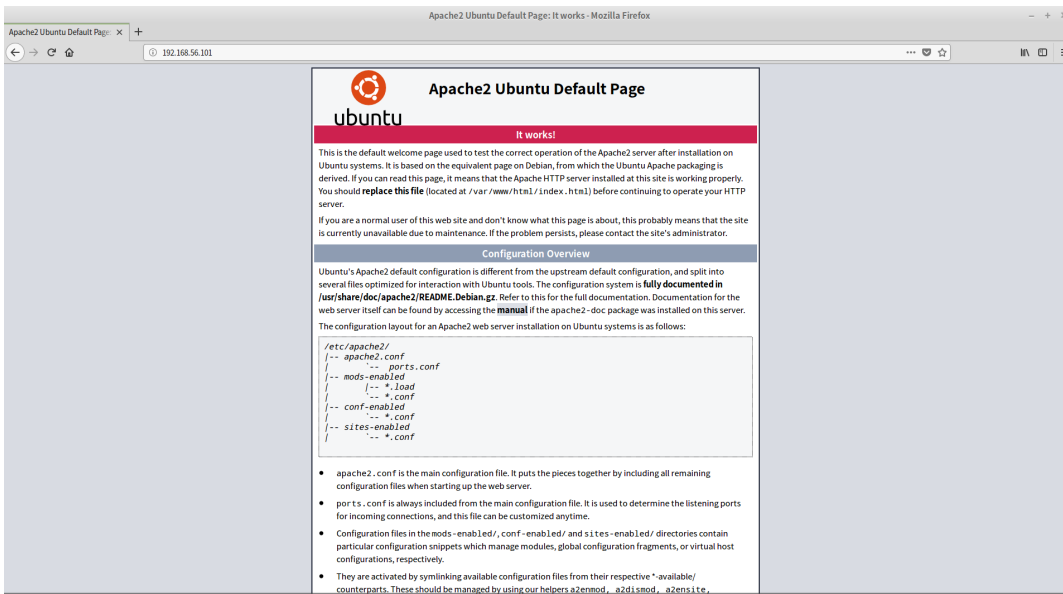 Apache2 Ubuntu Default Page: It works - Mozilla Firefox
Apache2 Ubuntu Default Page:
192.168.56.101
ubuntu
Apache2 Ubuntu Default Page
It works!
This is the default welcome page used to test the correct operation of the Apache2 server after installation on
Ubuntu systems. It is based on the equivalent page on Debian, from which the Ubuntu Apache packaging is
derived. If you can read this page, it means that the Apache HTTP server installed at this site is working properly.
You should replace this file (located at /var/www/html/index.html) before continuing to operate your HTTP
server.
If you are a normal user of this web site and don't know what this page is about, this probably means that the site
is currently unavailable due to maintenance. If the problem persists, please contact the site's administrator.
Configuration Overview
Ubuntu's Apache2 default configuration is different from the upstream default configuration, and split into
several files optimized for interaction with Ubuntu tools. The configuration system is fully documented in
/usr/share/doc/apache2/README.Debian.gz. Refer to this for the full documentation. Documentation for the
web server itself can be found by accessing the manual if the apache2-doc package was installed on this server.
The configuration layout for an Apache2 web server installation on Ubuntu systems is as follows:
/etc/apache2/
|-- apache2.conf
|       `--  ports.conf
|-- mods-enabled
|       |-- *.load
|       `-- *.conf
|-- conf-enabled
|       `-- *.conf
|-- sites-enabled
|       `-- *.conf
● apache2.conf is the main configuration file. It puts the pieces together by including all remaining
configuration files when starting up the web server.
● ports.conf is always included from the main configuration file. It is used to determine the listening ports
for incoming connections, and this file can be customized anytime.
● Configuration files in the mods-enabled/, conf-enabled/ and sites-enabled/ directories contain
particular configuration snippets which manage modules, global configuration fragments, or virtual host
configurations, respectively.
● They are activated by symlinking available configuration files from their respective *-available/
counterparts. These should be managed by using our helpers a2enmod, a2dismod, a2ensite,